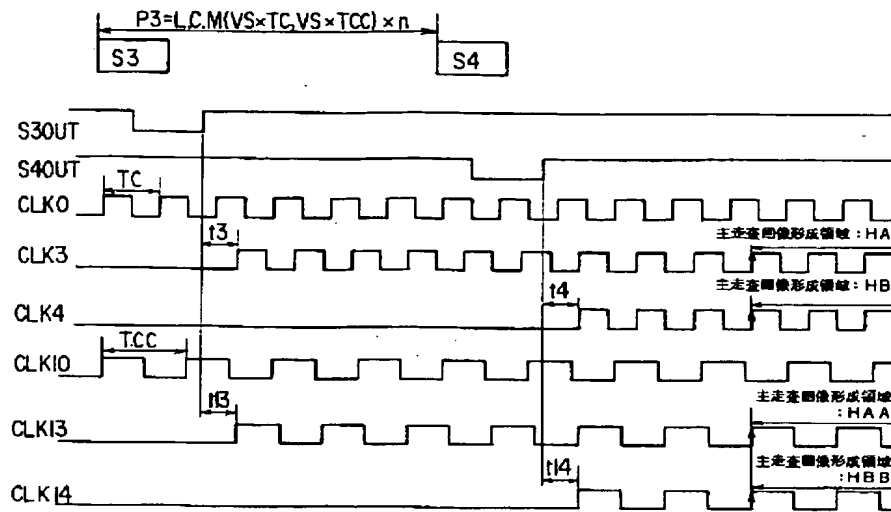 P3=L.C.M(VS×TC,VS×TCC)×n
S3
S4
S3OUT
S4OUT
TC
CLK0
主走査画像形成領域：HA
t3
CLK3
主走査画像形成領域：HB
t4
CLK4
TCC
CLK10
主走査画像形成領域
：HAA
t13
CLK13
主走査画像形成領域
：HBB
t14
CLK14